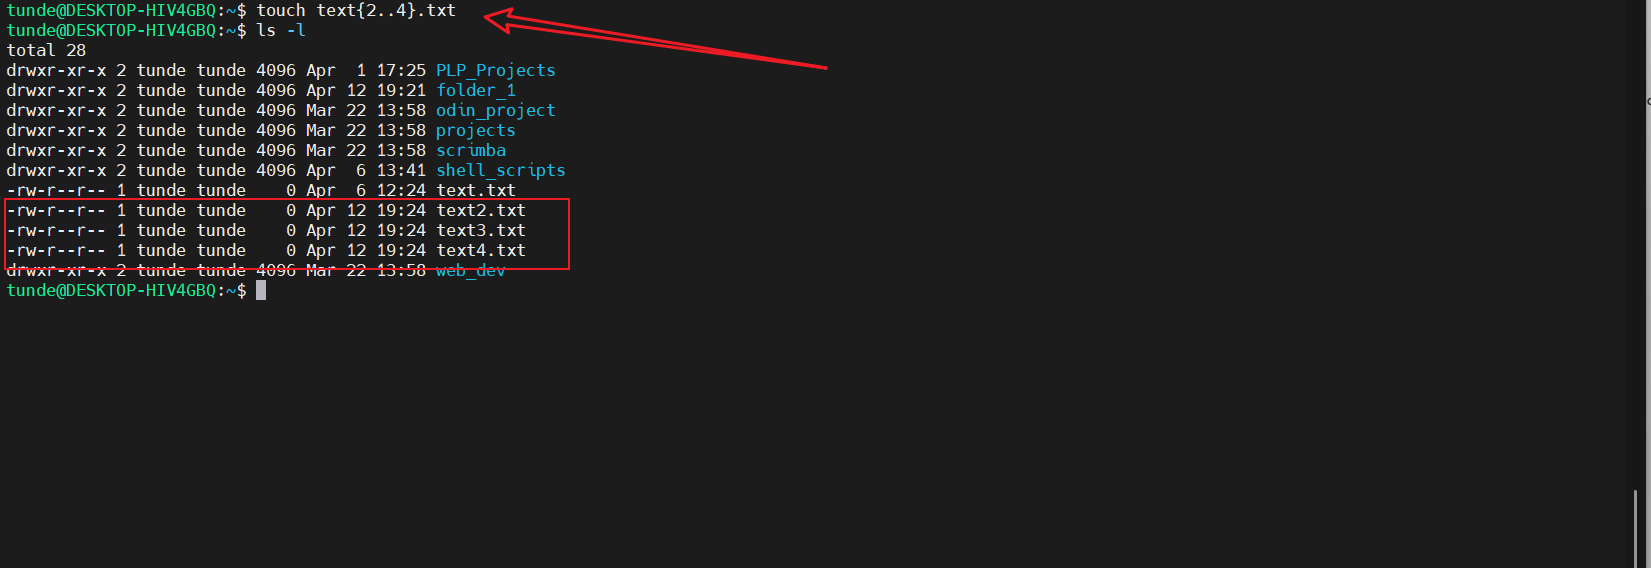 tunde@DESKTOP-HIV4GBQ:~$ touch text{2..4}.txt
tunde@DESKTOP-HIV4GBQ:~$ ls -l
total 28
drwxr-xr-x 2 tunde tunde 4096 Apr  1 17:25 PLP_Projects
drwxr-xr-x 2 tunde tunde 4096 Apr 12 19:21 folder_1
drwxr-xr-x 2 tunde tunde 4096 Mar 22 13:58 odin_project
drwxr-xr-x 2 tunde tunde 4096 Mar 22 13:58 projects
drwxr-xr-x 2 tunde tunde 4096 Mar 22 13:58 scrimba
drwxr-xr-x 2 tunde tunde 4096 Apr  6 13:41 shell_scripts
-rw-r--r-- 1 tunde tunde    0 Apr  6 12:24 text.txt
-rw-r--r-- 1 tunde tunde    0 Apr 12 19:24 text2.txt
-rw-r--r-- 1 tunde tunde    0 Apr 12 19:24 text3.txt
-rw-r--r-- 1 tunde tunde    0 Apr 12 19:24 text4.txt
drwxr-xr-x 2 tunde tunde 4096 Mar 22 13:58 web_dev
tunde@DESKTOP-HIV4GBQ:~$